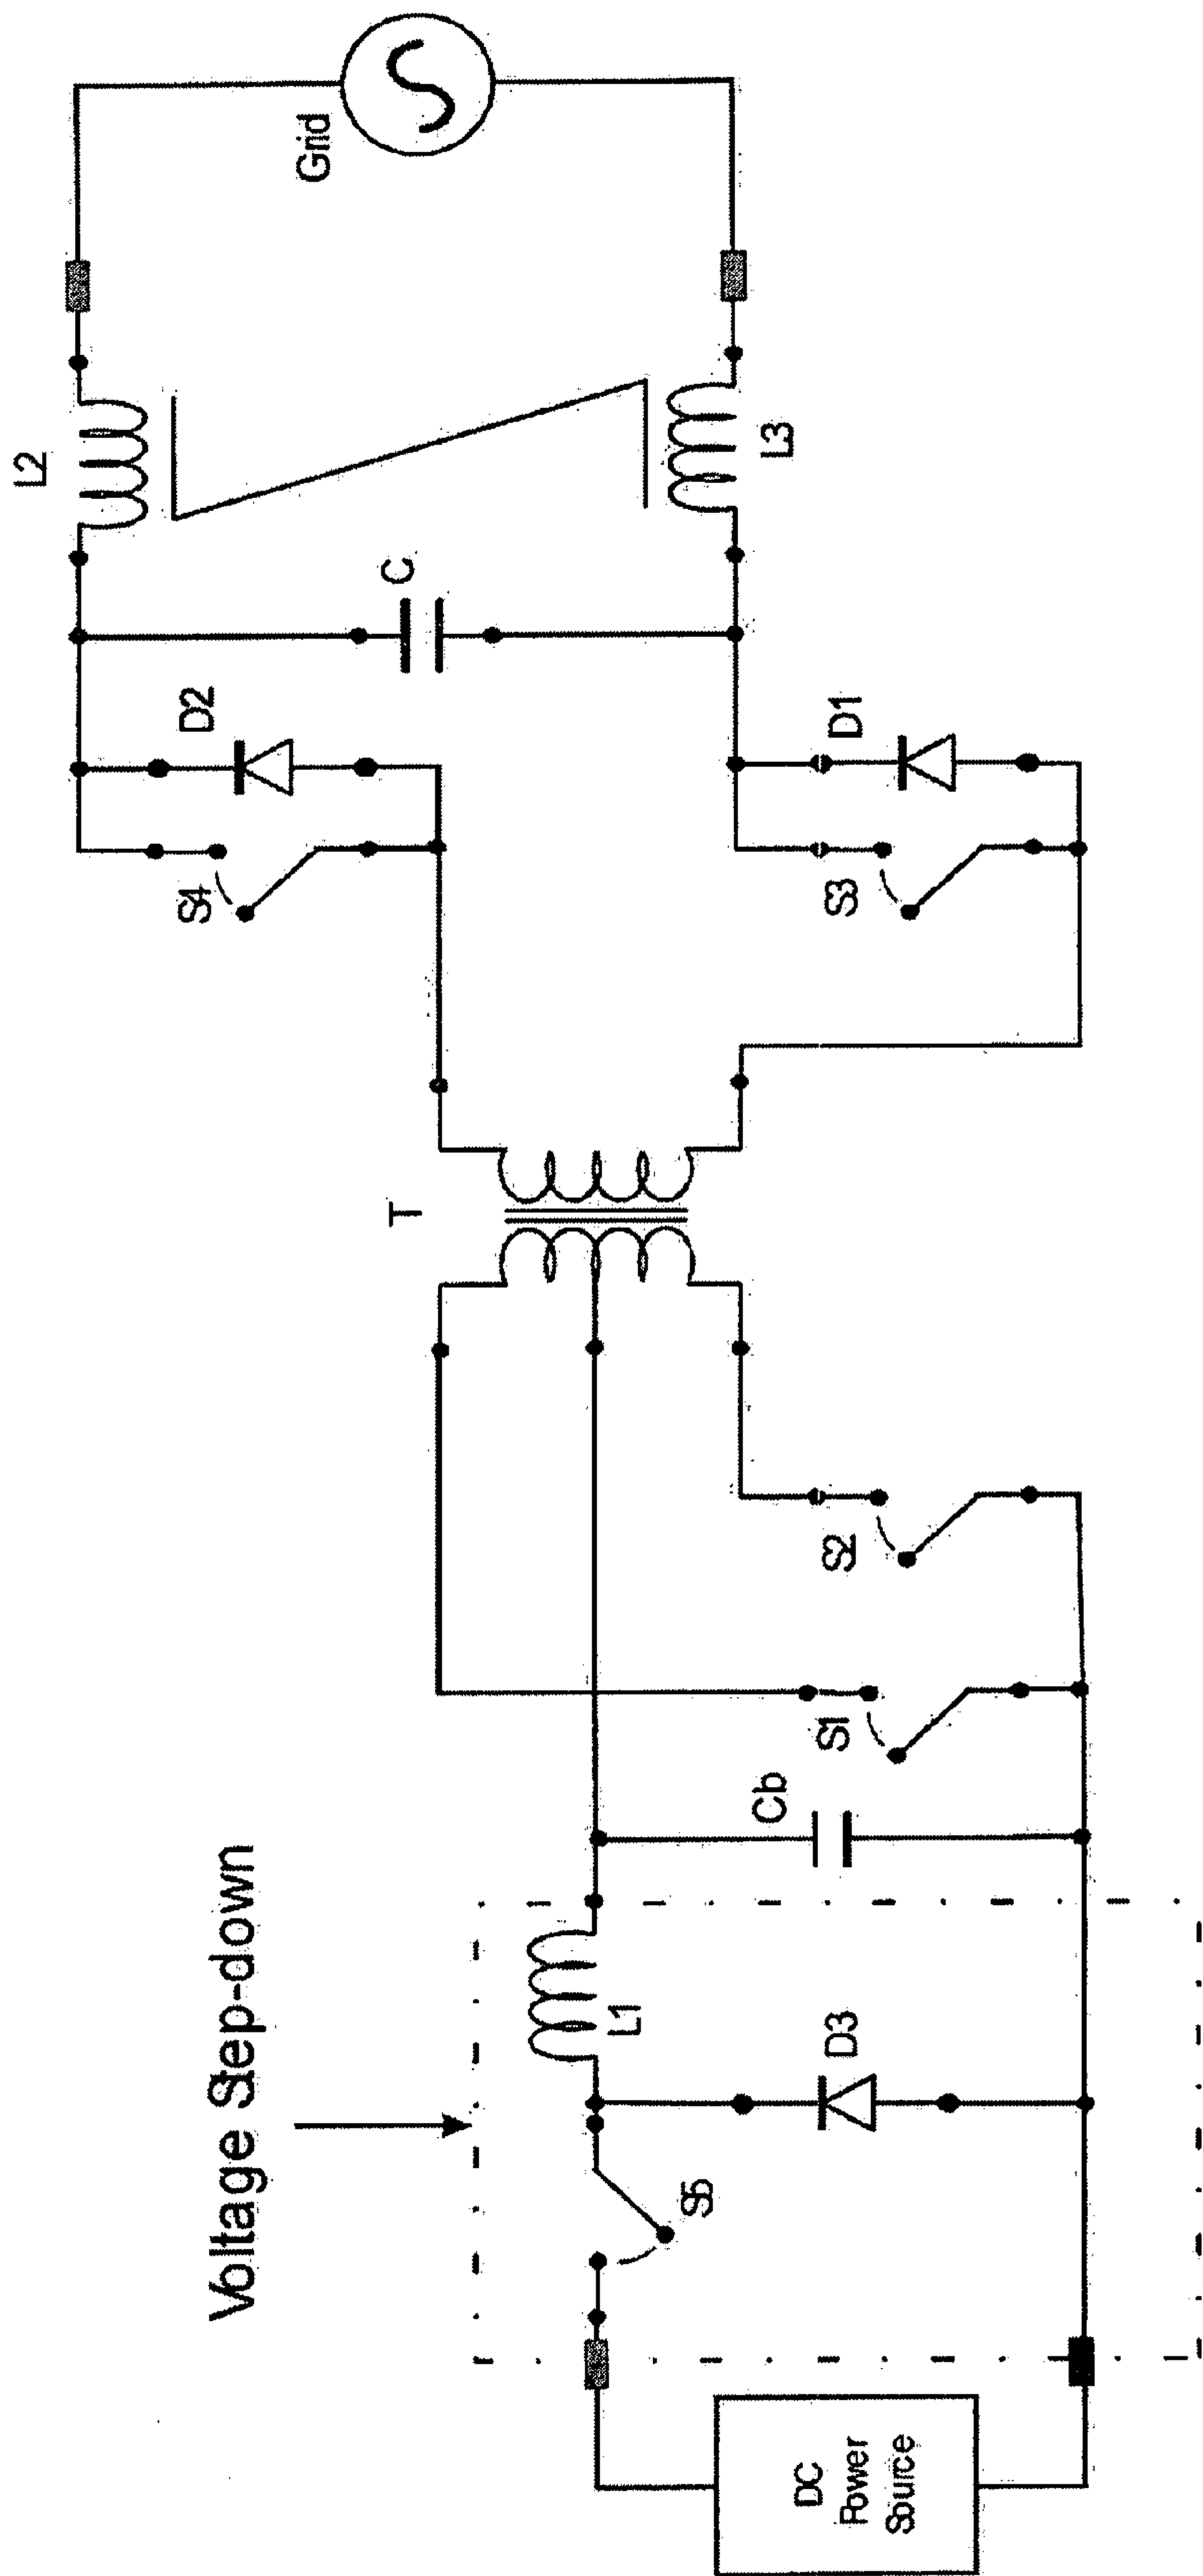 Voltage Step-down
DC
Power
Source
S5
D3
L1
Cb
S1
S2
T
S4
D2
S3
D1
C
L2
L3
Grid